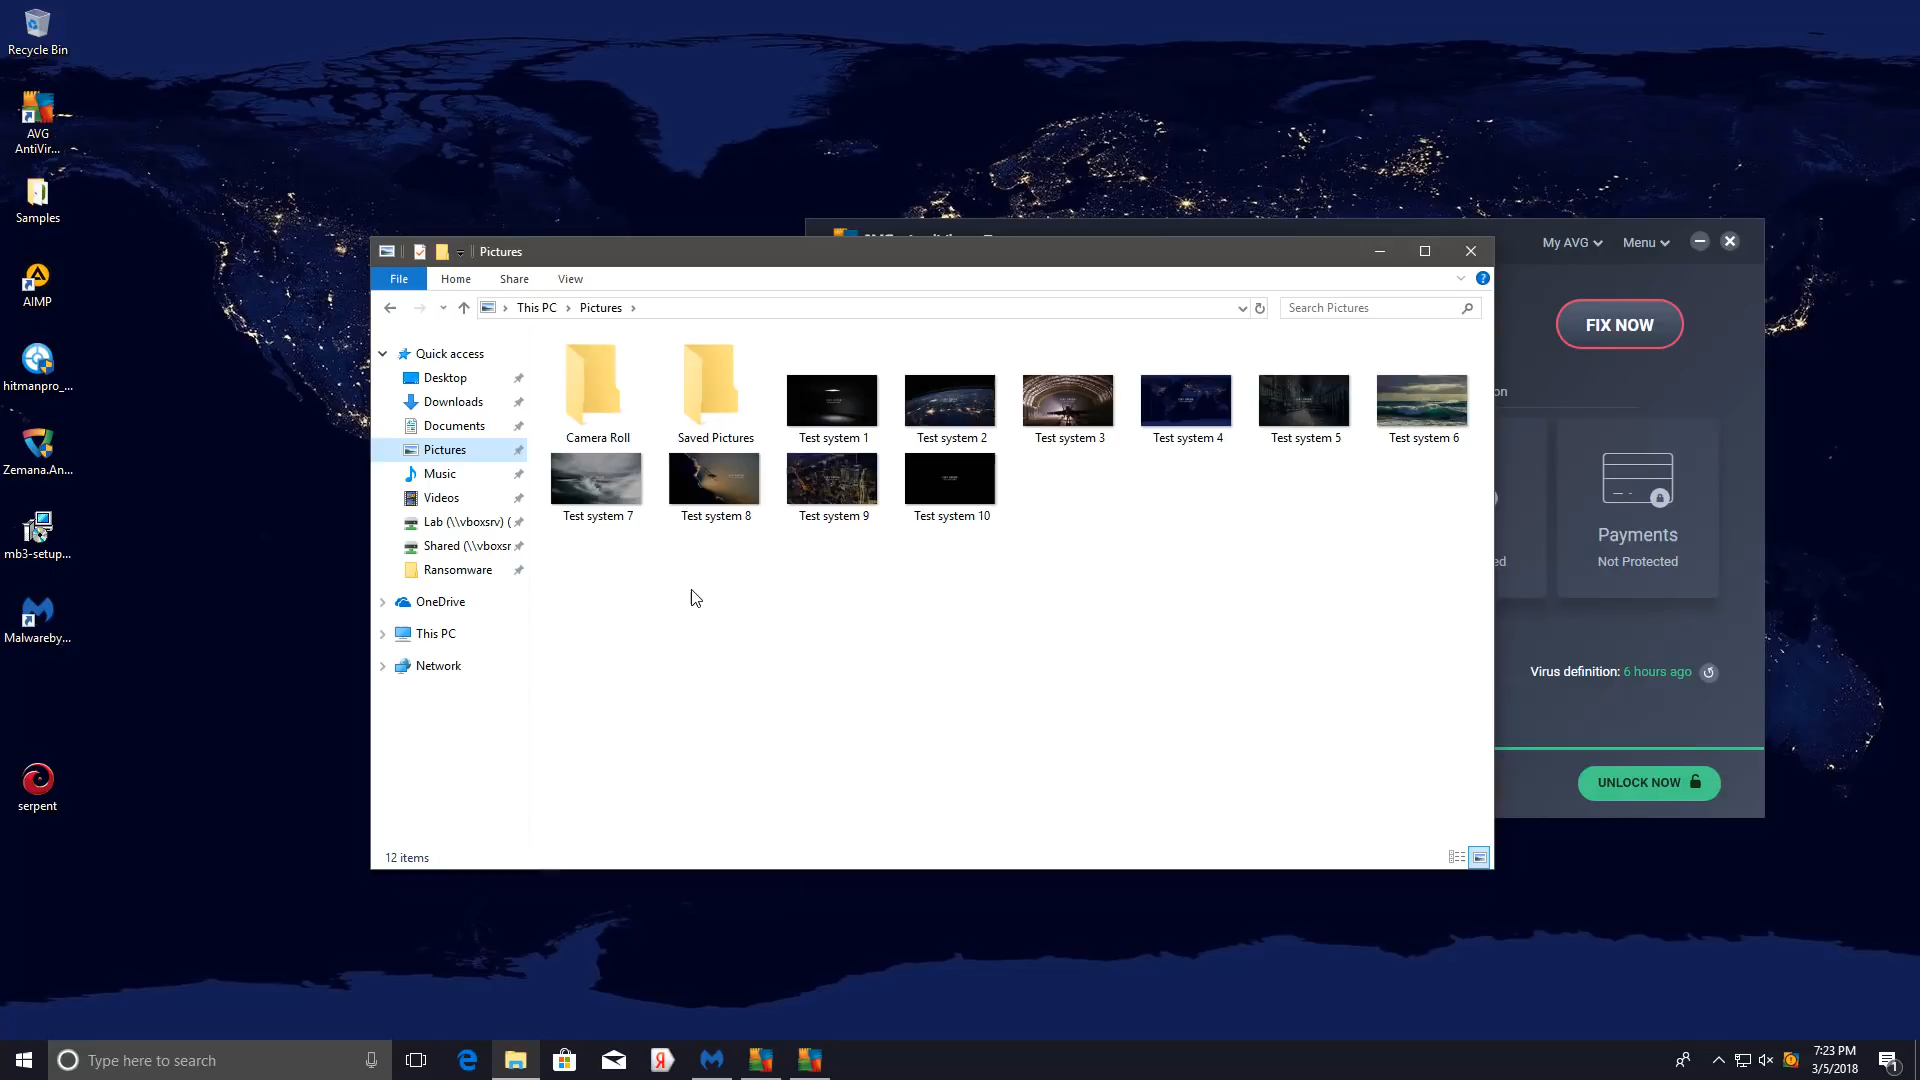 Recycle Bin
AVG
AntiVir...
Samples
AIMP
hitmanpro_...
Zemana.An...
mb3-setup...
Malwareby...
serpent
Pictures
File
Home
Share
View
This PC
Pictures
Search Pictures
Quick access
Desktop
Downloads
Documents
Pictures
Music
Videos
Lab (\\vboxsrv) (
Shared (\\vboxsr
Ransomware
OneDrive
This PC
Network
Camera Roll
Saved Pictures
Test system 1
Test system 2
Test system 3
Test system 4
Test system 5
Test system 6
Test system 7
Test system 8
Test system 9
Test system 10
12 items
My AVG
Menu
FIX NOW
on
ed
Payments
Not Protected
Virus definition: 6 hours ago
UNLOCK NOW
Type here to search
7:23 PM
3/5/2018
1